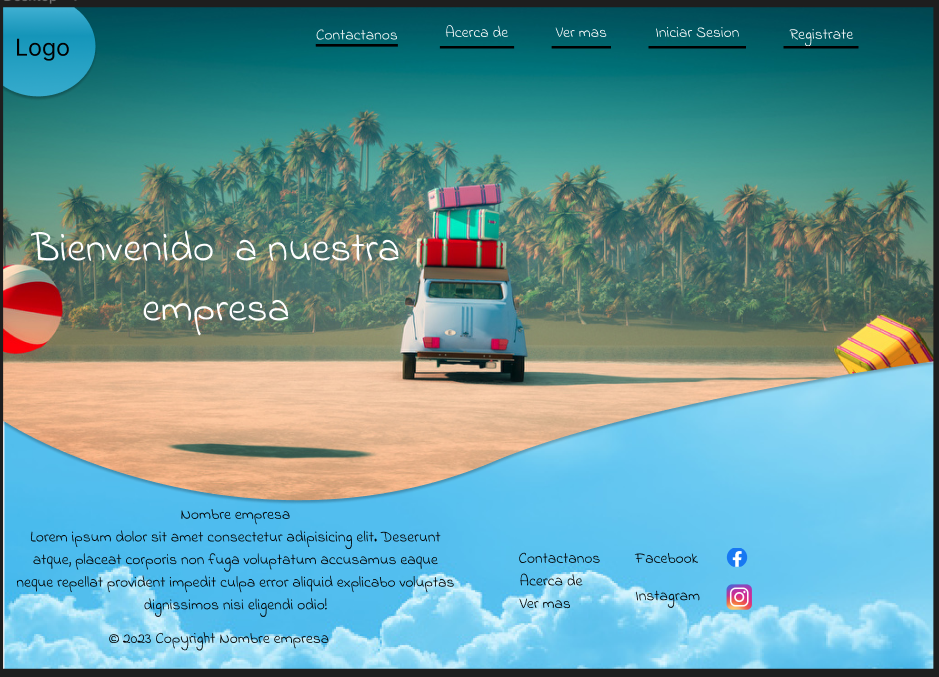 Logo
Contactanos
Acerca de
Ver mas
Iniciar Sesion
Registrate
Bienvenido a nuestra
empresa
Nombre empresa
Lorem ipsum dolor sit amet consectetur adipisicing elit. Deserunt
atque, placeat corporis non fuga voluptatum accusamus eaque
neque repellat provident impedit culpa error aliquid explicabo voluptas
dignissimos nisi eligendi odio!
© 2023 Copyright Nombre empresa
Contactanos
Acerca de
Ver mas
Facebook
Instagram